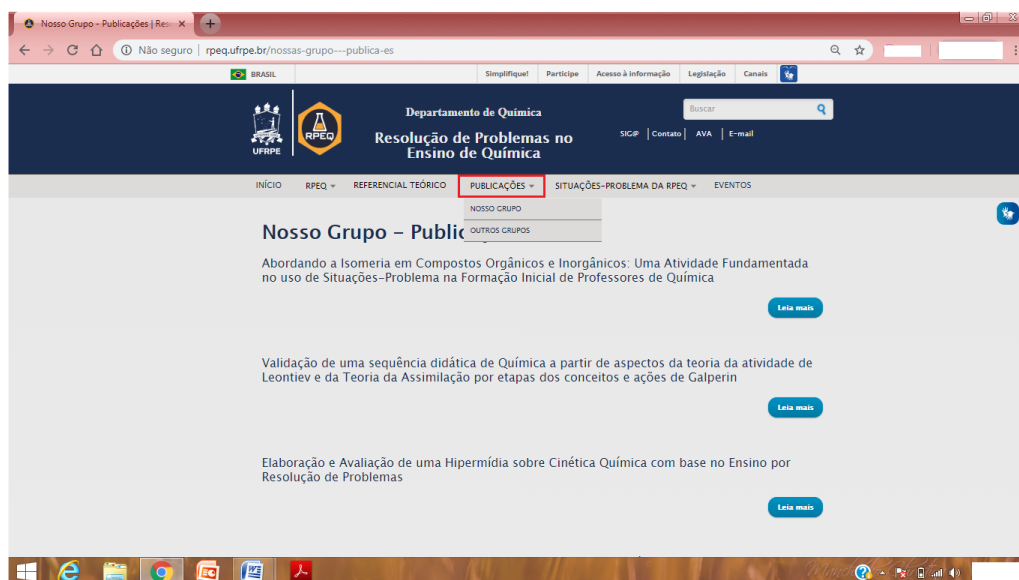 Nosso Grupo - Publicações | Res
Não seguro | rpeq.ufrpe.br/nossas-grupo---publica-es
BRASIL
Simplifique!
Participe
Acesso à informação
Legislação
Canais
UFRPE
RPEQ
Departamento de Química
Resolução de Problemas no
Ensino de Química
Buscar
SIG@ | Contato | AVA | E-mail
INÍCIO
RPEQ
REFERENCIAL TEÓRICO
PUBLICAÇÕES
SITUAÇÕES-PROBLEMA DA RPEQ
EVENTOS
NOSSO GRUPO
OUTROS GRUPOS
Nosso Grupo -
Abordando a Isomeria em Compostos Orgânicos e Inorgânicos: Uma Atividade Fundamentada
no uso de Situações-Problema na Formação Inicial de Professores de Química
Leia mais
Validação de uma sequência didática de Química a partir de aspectos da teoria da atividade de
Leontiev e da Teoria da Assimilação por etapas dos conceitos e ações de Galperin
Leia mais
Elaboração e Avaliação de uma Hipermídia sobre Cinética Química com base no Ensino por
Resolução de Problemas
Leia mais